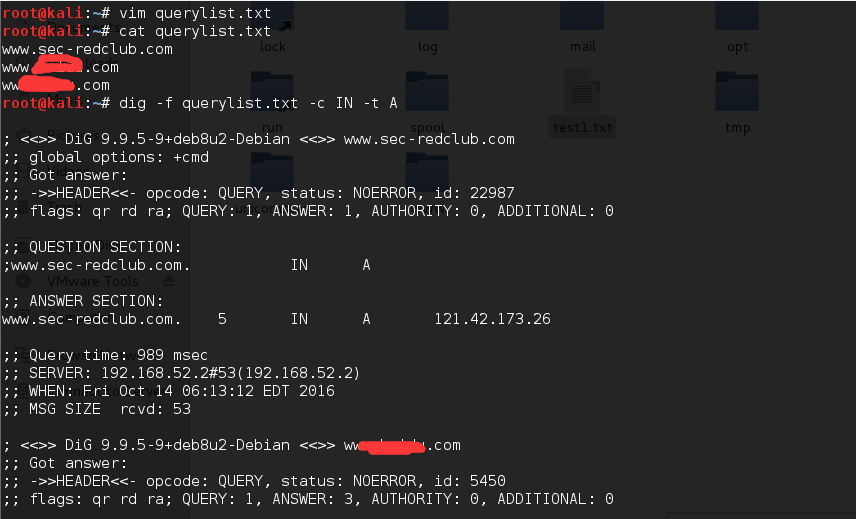 root@kali:~# vim querylist.txt
root@kali:~# cat querylist.txt
www.sec-redclub.com
www. .com
ww .com
root@kali:~# dig -f querylist.txt -c IN -t A
; <<>> DiG 9.9.5-9+deb8u2-Debian <<>> www.sec-redclub.com
;; global options: +cmd
;; Got answer:
;; ->>HEADER<<- opcode: QUERY, status: NOERROR, id: 22987
;; flags: qr rd ra; QUERY: 1, ANSWER: 1, AUTHORITY: 0, ADDITIONAL: 0
;; QUESTION SECTION:
;www.sec-redclub.com. IN A
;; ANSWER SECTION:
www.sec-redclub.com. 5 IN A 121.42.173.26
;; Query time: 989 msec
;; SERVER: 192.168.52.2#53(192.168.52.2)
;; WHEN: Fri Oct 14 06:13:12 EDT 2016
;; MSG SIZE rcvd: 53
; <<>> DiG 9.9.5-9+deb8u2-Debian <<>> ww .com
;; Got answer:
;; ->>HEADER<<- opcode: QUERY, status: NOERROR, id: 5450
;; flags: qr rd ra; QUERY: 1, ANSWER: 3, AUTHORITY: 0, ADDITIONAL: 0
lock
log
mail
opt
run
spool
test1.txt
tmp
VMware Tools